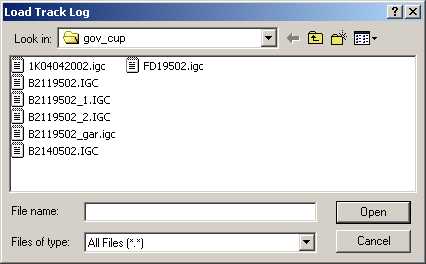 Load Track Log
?
Look in: gov_cup
1K04042002.igc FD19502.igc
B2119502.IGC
B2119502_1.IGC
B2119502_2.IGC
B2119502_gar.igc
B2140502.IGC
File name: Open
Files of type: All Files (*.*) Cancel